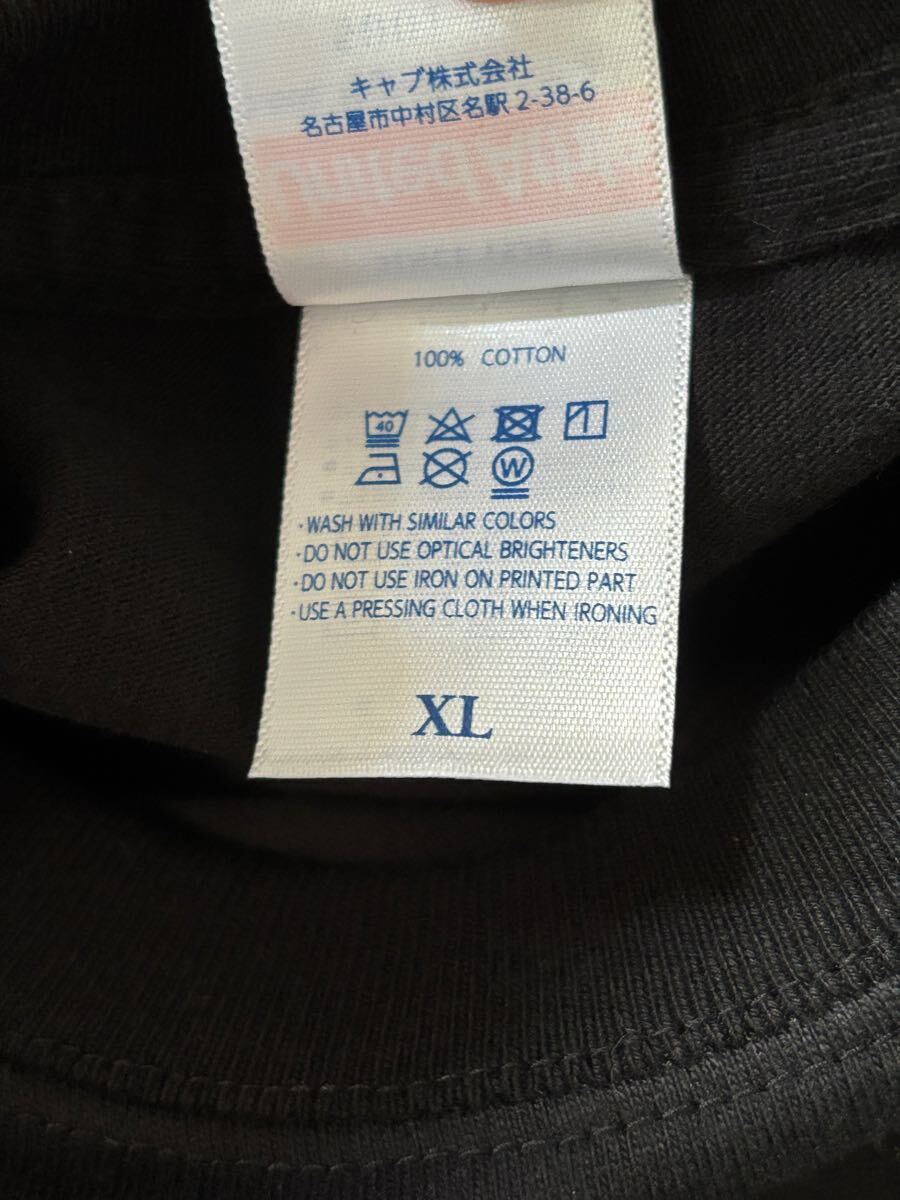 キャブ株式会社
名古屋市中村区名駅 2-38-6
100% COTTON
40
W
·WASH WITH SIMILAR COLORS
·DO NOT USE OPTICAL BRIGHTENERS
·DO NOT USE IRON ON PRINTED PART
·USE A PRESSING CLOTH WHEN IRONING
XL